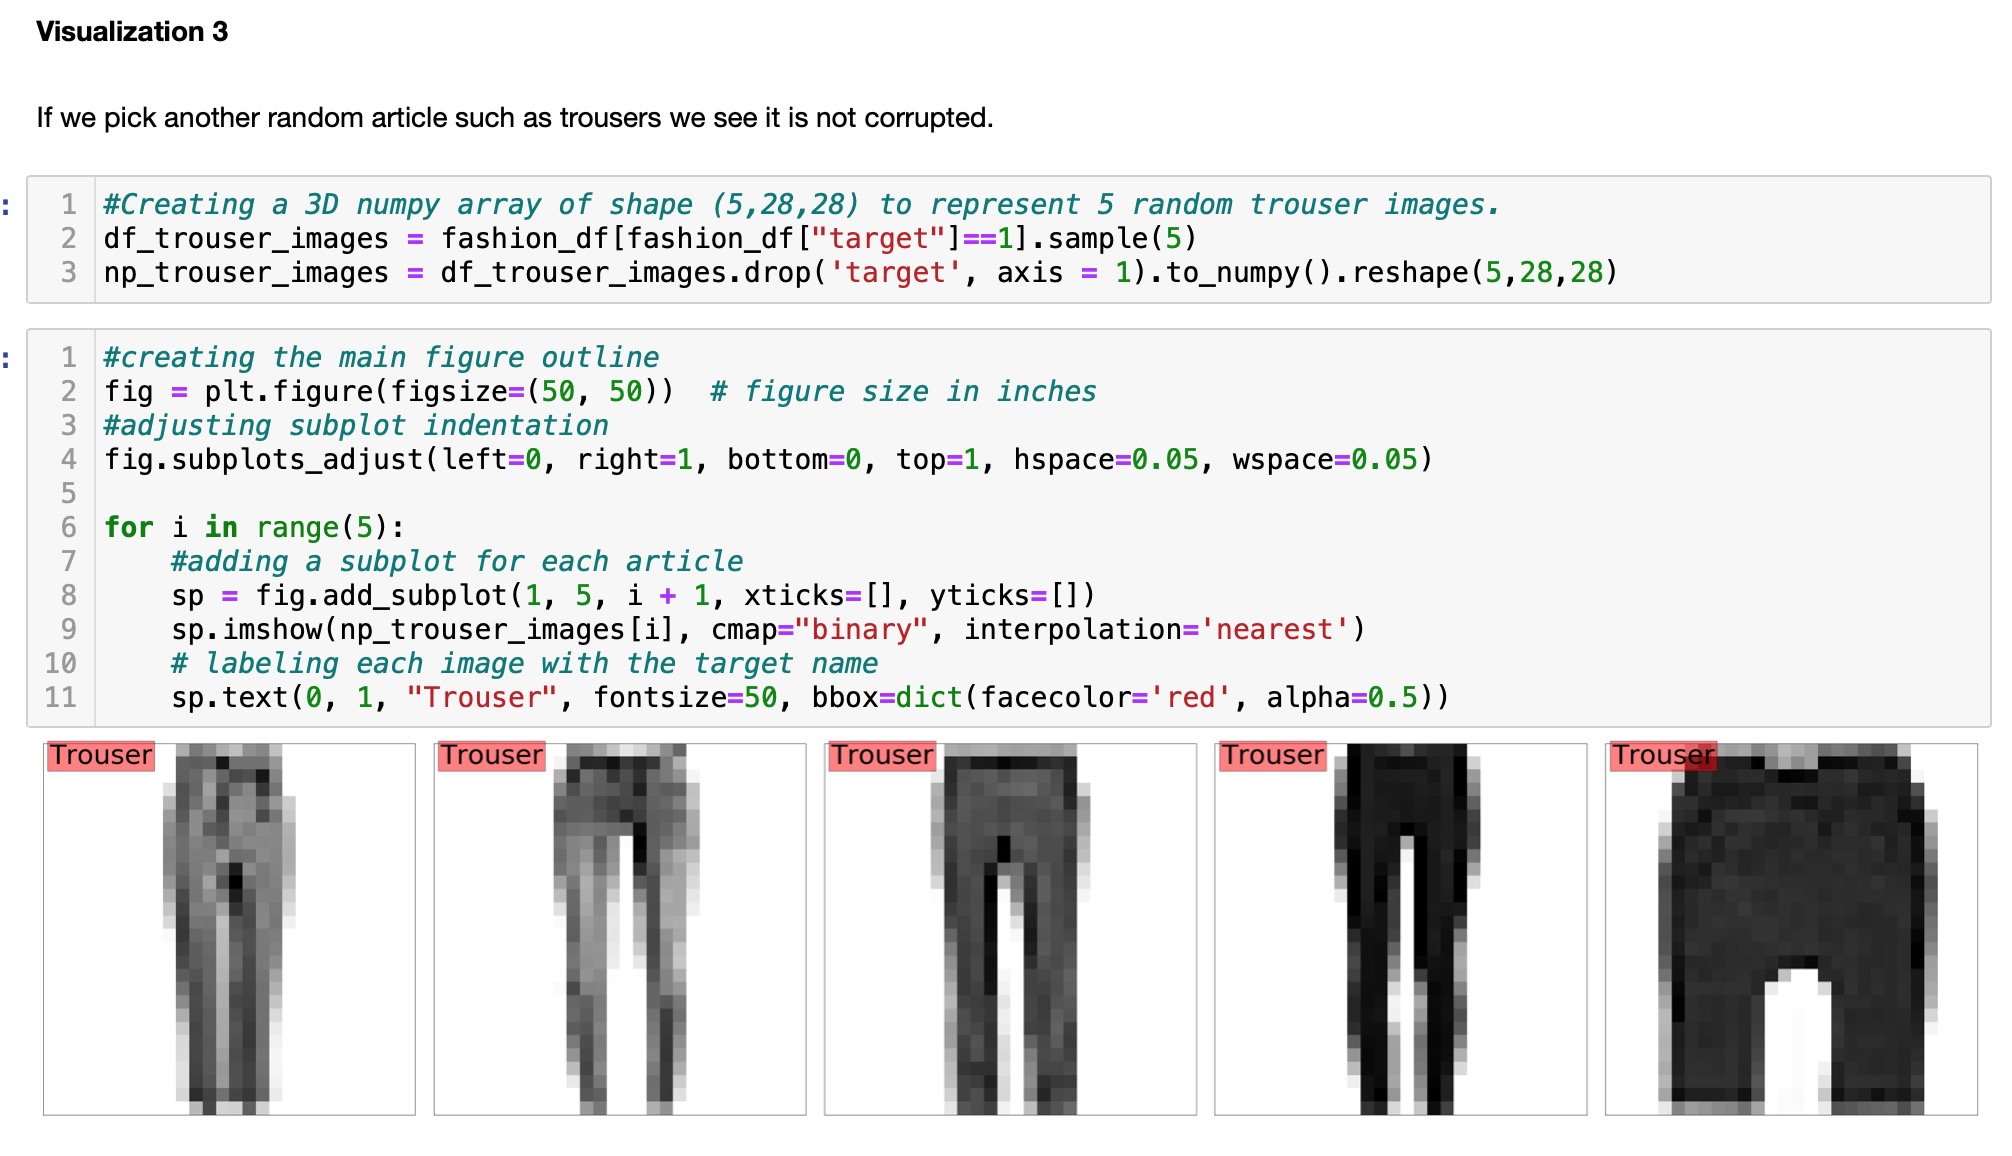 Visualization 3
If we pick another random article such as trousers we see it is not corrupted.
:
1 #Creating a 3D numpy array of shape (5,28,28) to represent 5 random trouser images.
2 df_trouser_images = fashion_df[fashion_df["target"]==1].sample(5)
3 np_trouser_images = df_trouser_images.drop('target', axis = 1).to_numpy().reshape(5,28,28)
:
1 #creating the main figure outline
2 fig = plt.figure(figsize=(50, 50))  # figure size in inches
3 #adjusting subplot indentation
4 fig.subplots_adjust(left=0, right=1, bottom=0, top=1, hspace=0.05, wspace=0.05)
5
6 for i in range(5):
7     #adding a subplot for each article
8     sp = fig.add_subplot(1, 5, i + 1, xticks=[], yticks=[])
9     sp.imshow(np_trouser_images[i], cmap="binary", interpolation='nearest')
10     # labeling each image with the target name
11     sp.text(0, 1, "Trouser", fontsize=50, bbox=dict(facecolor='red', alpha=0.5))
Trouser Trouser Trouser Trouser Trouser